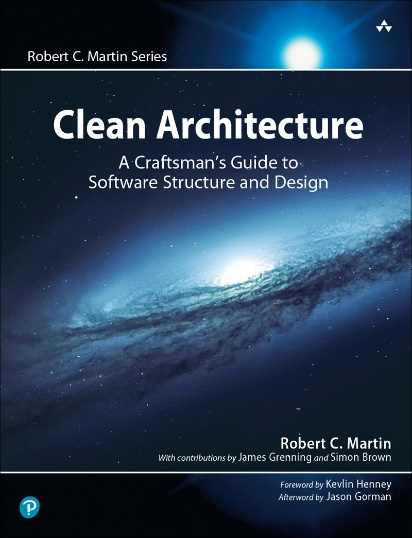 Robert C. Martin Series
Clean Architecture
A Craftsman's Guide to
Software Structure and Design
Robert C. Martin
With contributions by James Grenning and Simon Brown
Foreword by Kevlin Henney
Afterword by Jason Gorman
P